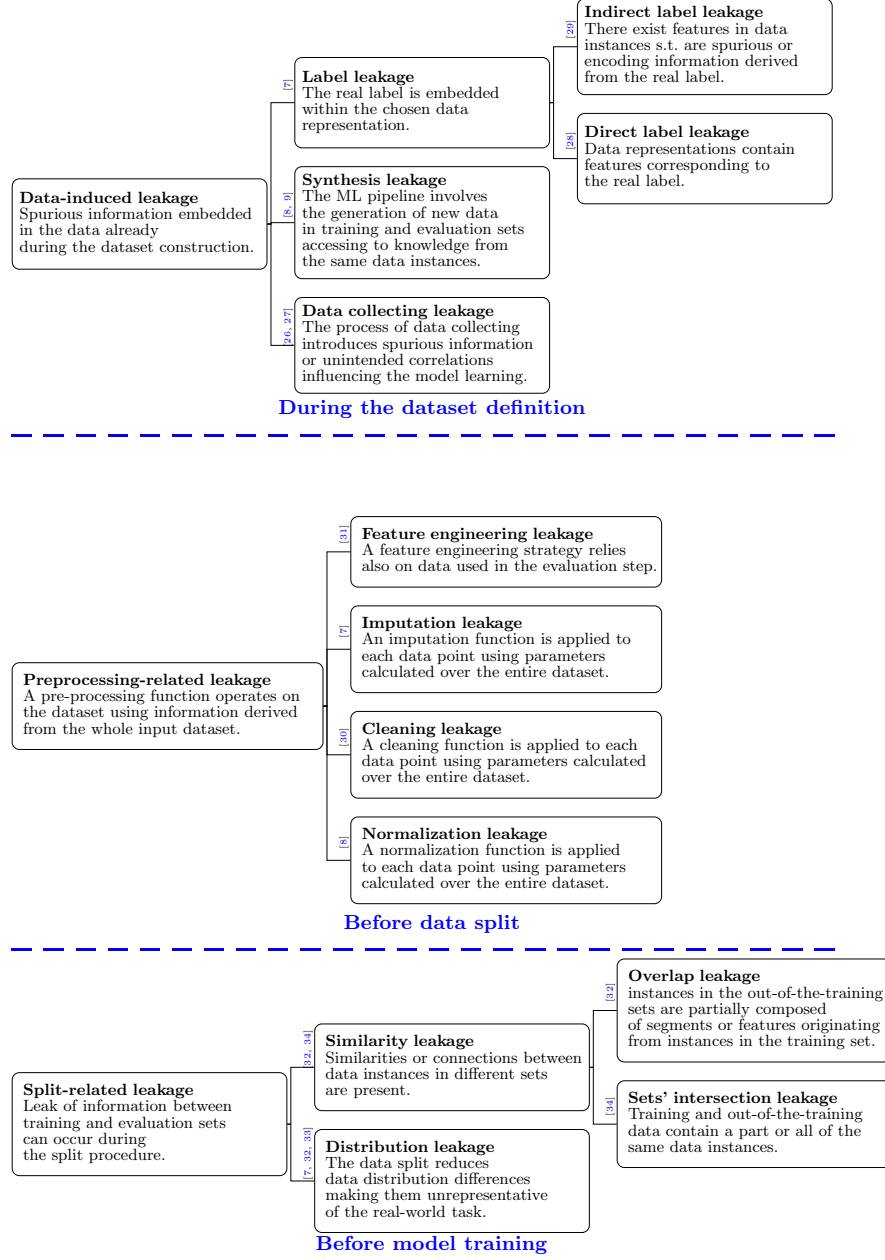 Data-induced leakage
Spurious information embedded
in the data already
during the dataset construction.
[7]
Label leakage
The real label is embedded
within the chosen data
representation.
[29]
Indirect label leakage
There exist features in data
instances s.t. are spurious or
encoding information derived
from the real label.
[28]
Direct label leakage
Data representations contain
features corresponding to
the real label.
[8, 9]
Synthesis leakage
The ML pipeline involves
the generation of new data
in training and evaluation sets
accessing to knowledge from
the same data instances.
[26, 27]
Data collecting leakage
The process of data collecting
introduces spurious information
or unintended correlations
influencing the model learning.
During the dataset definition
Preprocessing-related leakage
A pre-processing function operates on
the dataset using information derived
from the whole input dataset.
[31]
Feature engineering leakage
A feature engineering strategy relies
also on data used in the evaluation step.
[7]
Imputation leakage
An imputation function is applied to
each data point using parameters
calculated over the entire dataset.
[30]
Cleaning leakage
A cleaning function is applied to each
data point using parameters calculated
over the entire dataset.
[8]
Normalization leakage
A normalization function is applied
to each data point using parameters
calculated over the entire dataset.
Before data split
Split-related leakage
Leak of information between
training and evaluation sets
can occur during
the split procedure.
[32, 34]
Similarity leakage
Similarities or connections between
data instances in different sets
are present.
[32]
Overlap leakage
instances in the out-of-the-training
sets are partially composed
of segments or features originating
from instances in the training set.
[34]
Sets' intersection leakage
Training and out-of-the-training
data contain a part or all of the
same data instances.
[7, 32, 33]
Distribution leakage
The data split reduces
data distribution differences
making them unrepresentative
of the real-world task.
Before model training